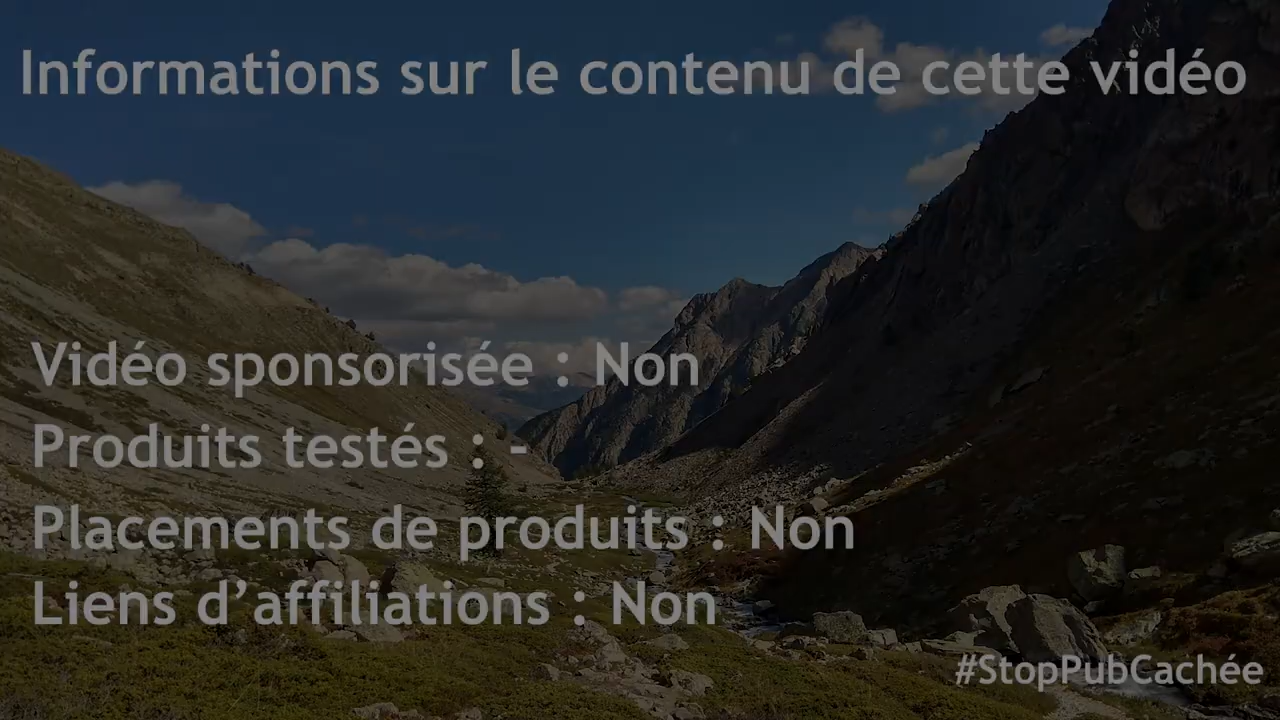 Informations sur le contenu de cette vidéo
Vidéo sponsorisée : Non
Produits testés : -
Placements de produits : Non
Liens d’affiliations : Non
#StopPubCachée